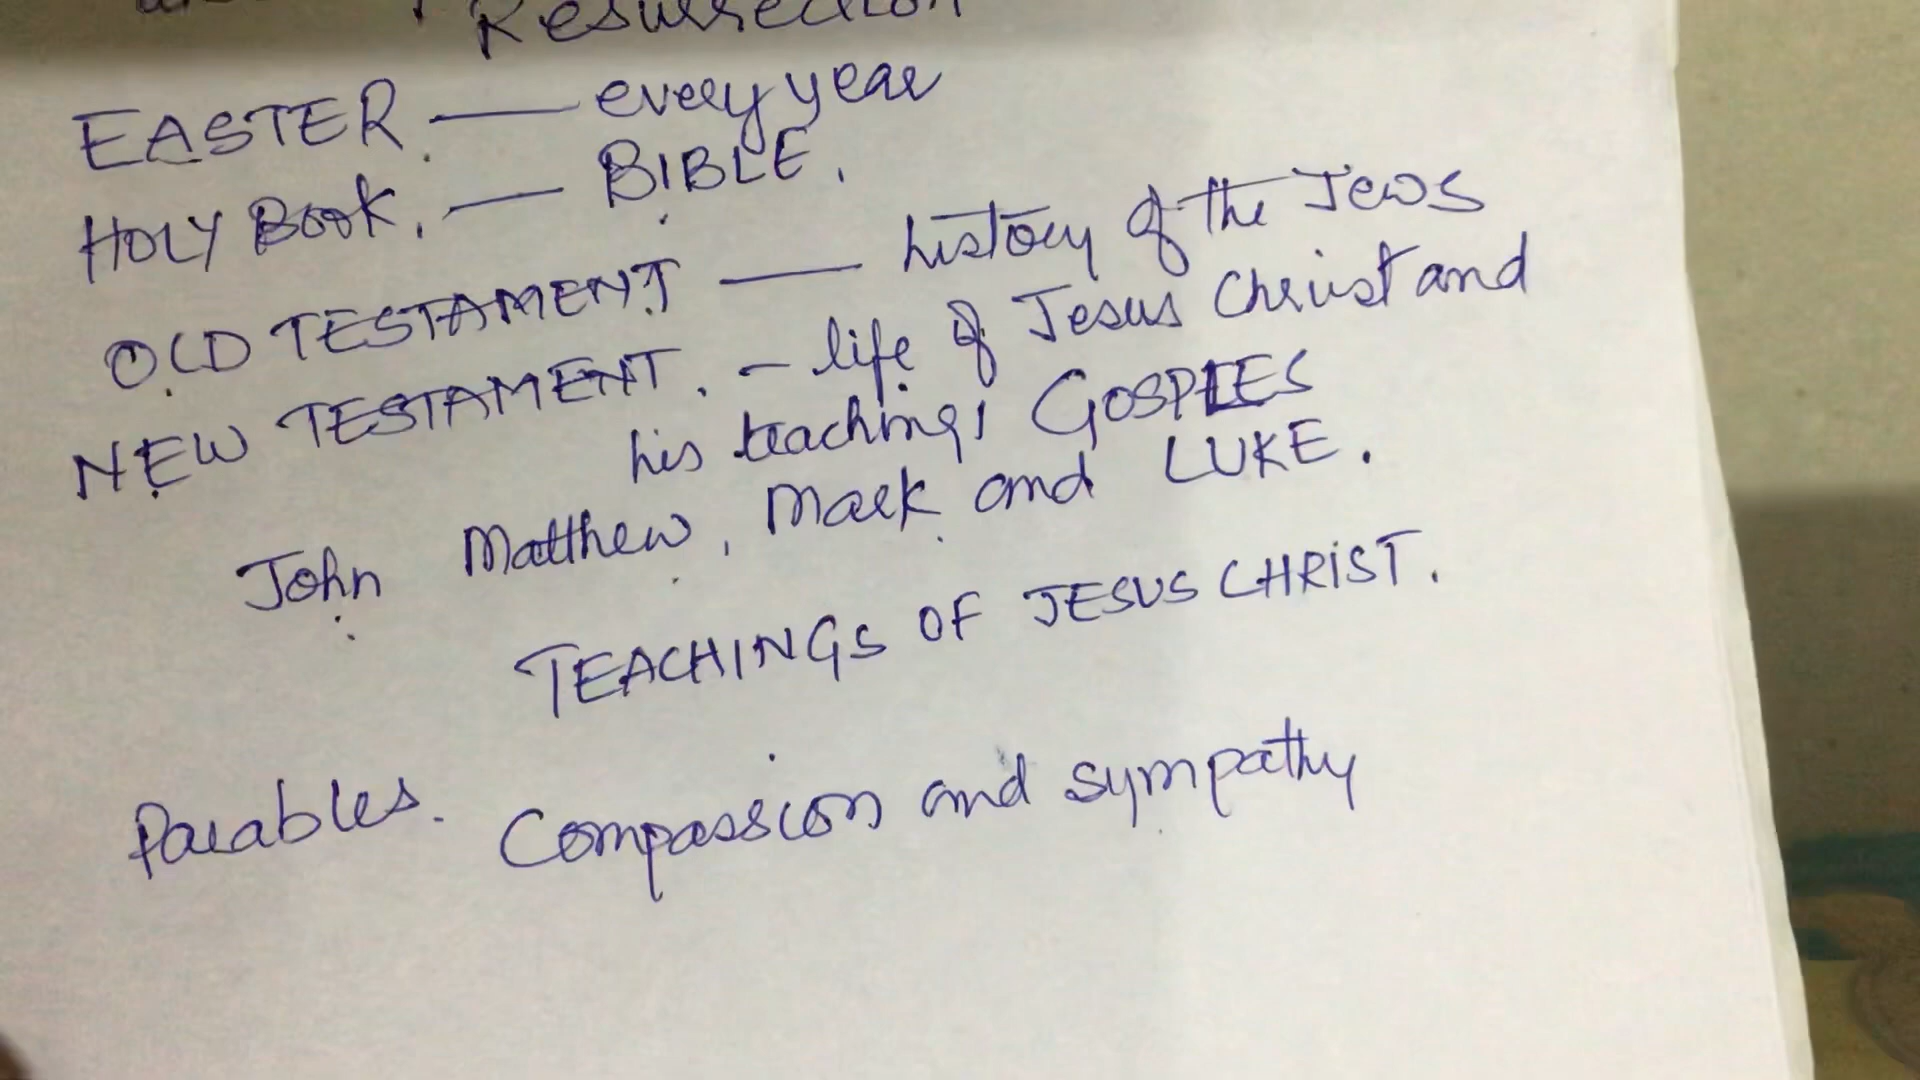 Resurrection
EASTER. — every year
HOLY BOOK. — BIBLE.
OLD TESTAMENT — history of the Jews
NEW TESTAMENT. - life of Jesus Christ and
his teachings GOSPLES
John Matthew, Mark and LUKE.
TEACHINGS OF JESUS CHRIST.
Parables. Compassion and sympathy